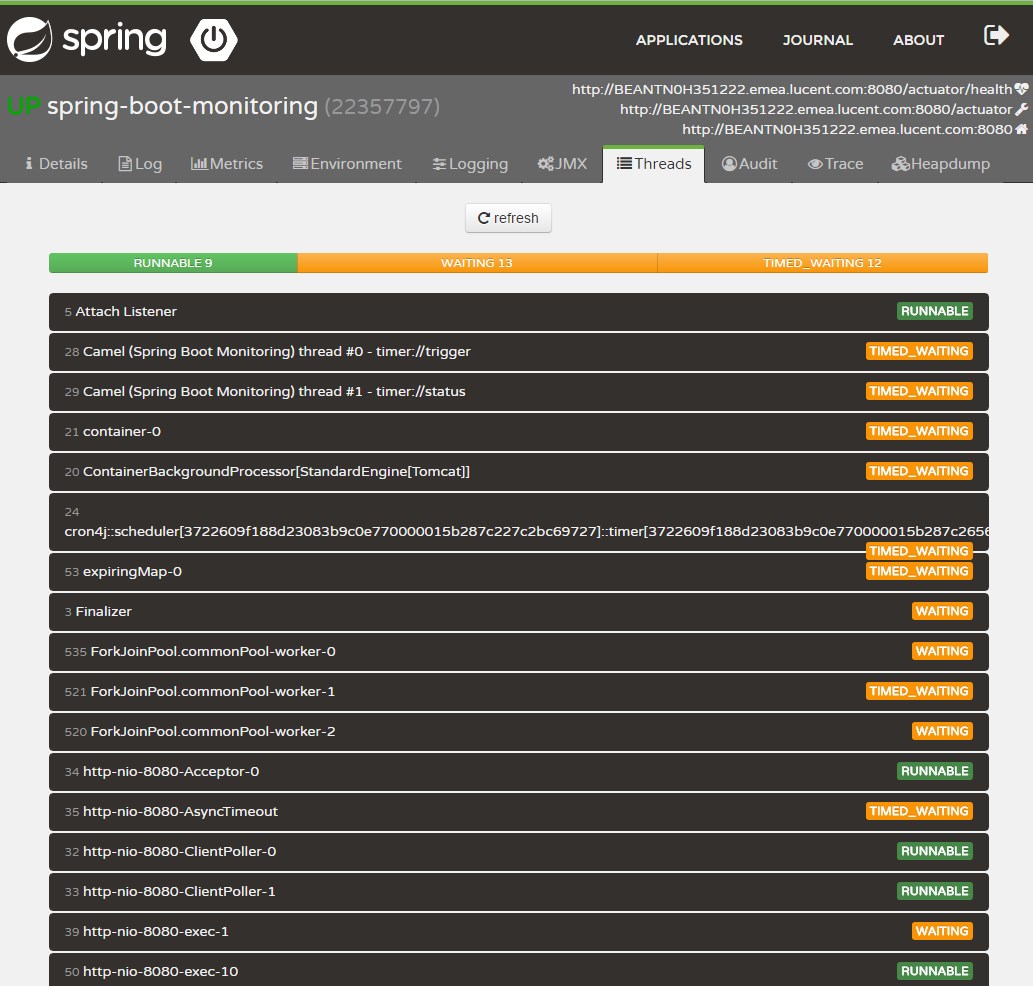 spring
APPLICATIONS JOURNAL ABOUT
UP spring-boot-monitoring (22357797)
http://BEANTN0H351222.emea.lucent.com:8080/actuator/health
http://BEANTN0H351222.emea.lucent.com:8080/actuator
http://BEANTN0H351222.emea.lucent.com:8080
Details Log Metrics Environment Logging JMX Threads Audit Trace Heapdump
refresh
RUNNABLE 9 WAITING 13 TIMED_WAITING 12
5 Attach Listener RUNNABLE
28 Camel (Spring Boot Monitoring) thread #0 - timer://trigger TIMED_WAITING
29 Camel (Spring Boot Monitoring) thread #1 - timer://status TIMED_WAITING
21 container-0 TIMED_WAITING
20 ContainerBackgroundProcessor[StandardEngine[Tomcat]] TIMED_WAITING
24
cron4j::scheduler[3722609f188d23083b9c0e770000015b287c227c2bc69727]::timer[3722609f188d23083b9c0e770000015b287c2656
TIMED_WAITING
53 expiringMap-0 TIMED_WAITING
3 Finalizer WAITING
535 ForkJoinPool.commonPool-worker-0 WAITING
521 ForkJoinPool.commonPool-worker-1 TIMED_WAITING
520 ForkJoinPool.commonPool-worker-2 WAITING
34 http-nio-8080-Acceptor-0 RUNNABLE
35 http-nio-8080-AsyncTimeout TIMED_WAITING
32 http-nio-8080-ClientPoller-0 RUNNABLE
33 http-nio-8080-ClientPoller-1 RUNNABLE
39 http-nio-8080-exec-1 WAITING
50 http-nio-8080-exec-10 RUNNABLE